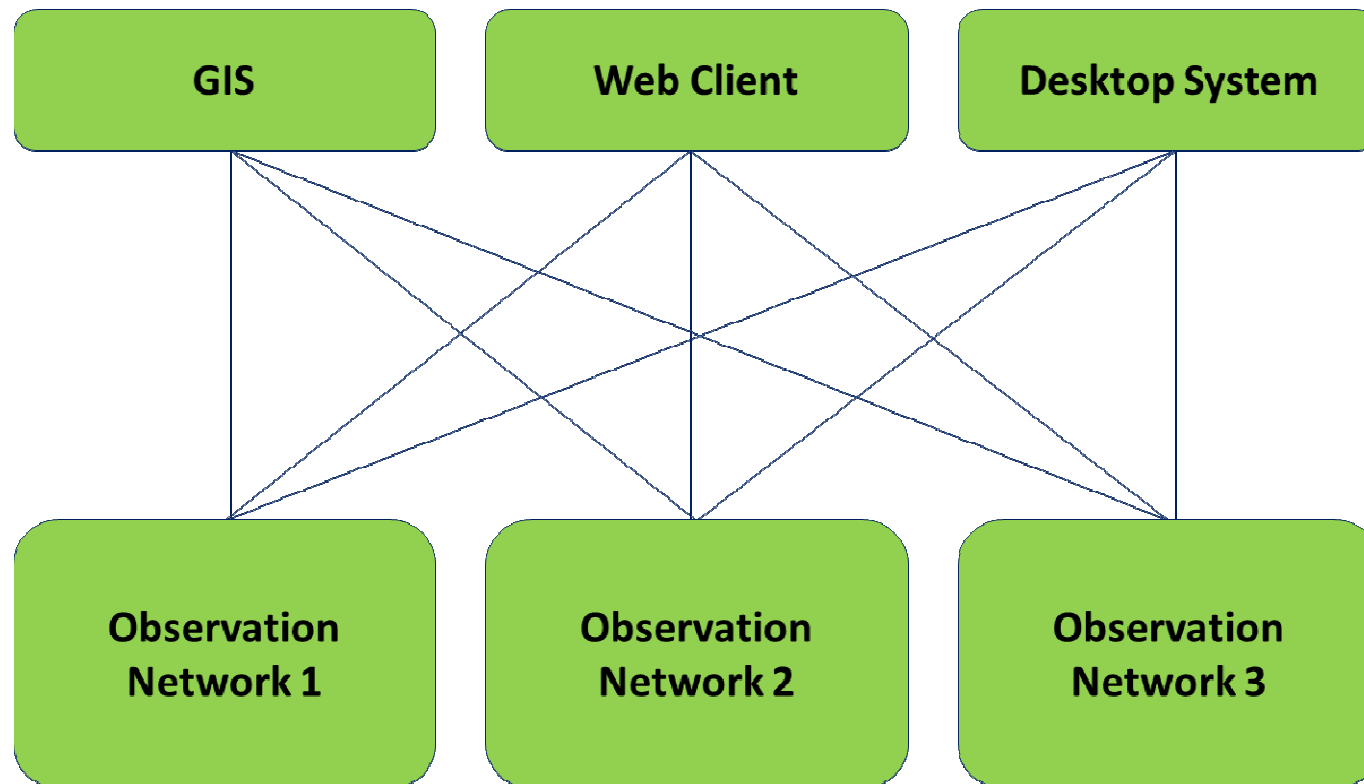 GIS
Web Client
Desktop System
Observation
Network 1
Observation
Network 2
Observation
Network 3